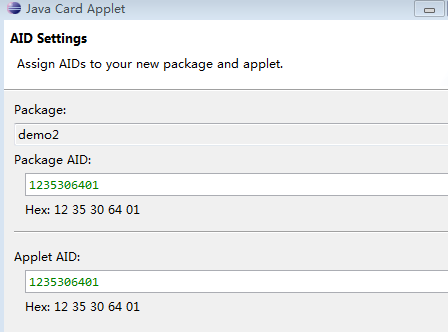 Java Card Applet
AID Settings
Assign AIDs to your new package and applet.
Package:
demo2
Package AID:
1235306401
Hex: 12 35 30 64 01
Applet AID:
1235306401
Hex: 12 35 30 64 01